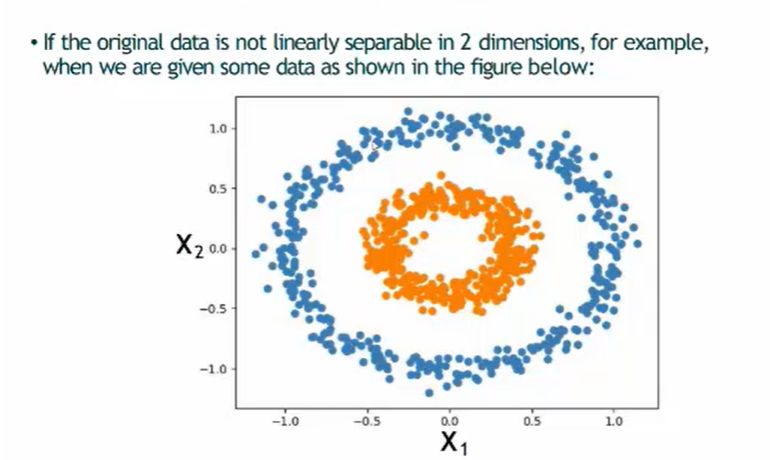 • If the original data is not linearly separable in 2 dimensions, for example,
when we are given some data as shown in the figure below:
1.0
0.5
X2 0.0
−0.5
−1.0
−1.0 −0.5 0.0 0.5 1.0
X1